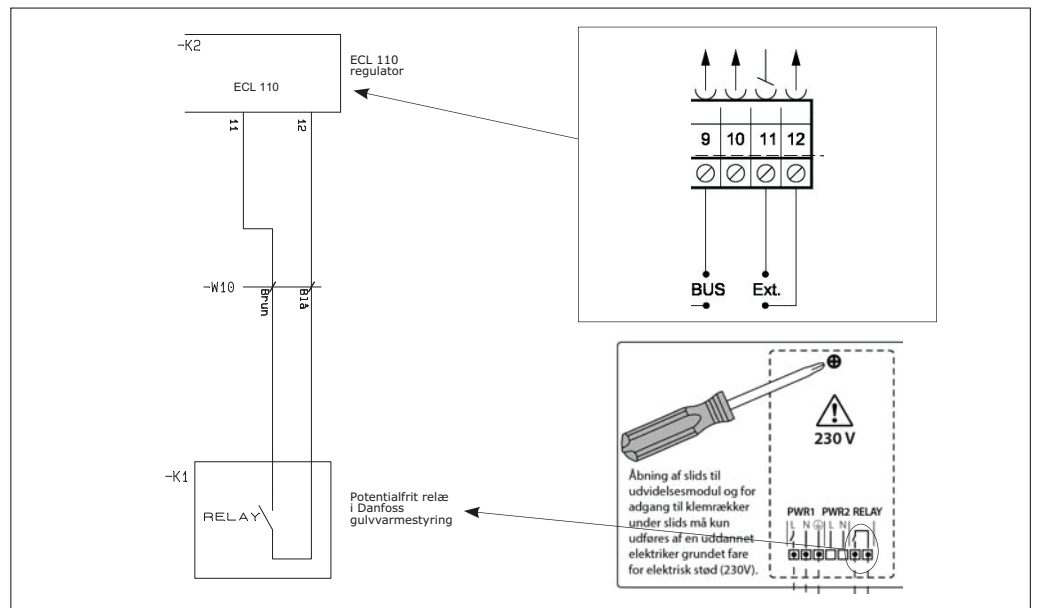 -K2
ECL 110
ECL 110
regulator
11
12
-W10
Brun
Blå
-K1
RELAY
Potentialfrit relæ
i Danfoss
gulvvarmestyring
9 10 11 12
BUS
Ext.
230 V
Åbning af slids til
udvidelsesmodul og for
adgang til klemrækker
under slids må kun
udføres af en uddannet
elektriker grundet fare
for elektrisk stød (230V).
PWR1 PWR2 RELAY
L N L N